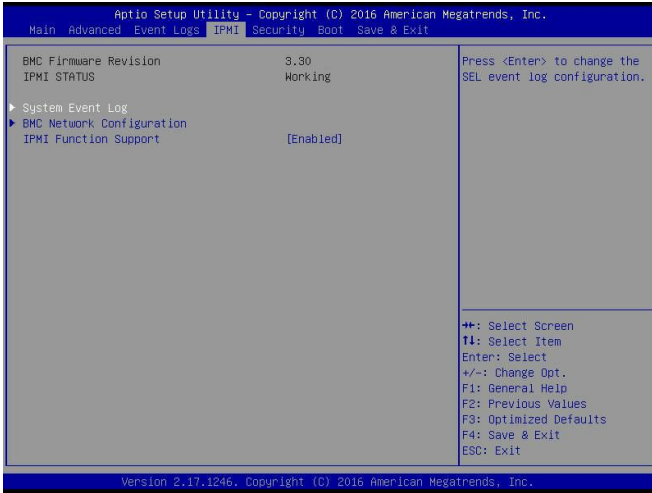 Aptio Setup Utility – Copyright (C) 2016 American Megatrends, Inc.
Main Advanced Event Logs IPMI Security Boot Save & Exit
BMC Firmware Revision 3.30
IPMI STATUS Working
▶ System Event Log
▶ BMC Network Configuration
IPMI Function Support [Enabled]
Press <Enter> to change the
SEL event log configuration.
→←: Select Screen
↑↓: Select Item
Enter: Select
+/-: Change Opt.
F1: General Help
F2: Previous Values
F3: Optimized Defaults
F4: Save & Exit
ESC: Exit
Version 2.17.1246. Copyright (C) 2016 American Megatrends, Inc.